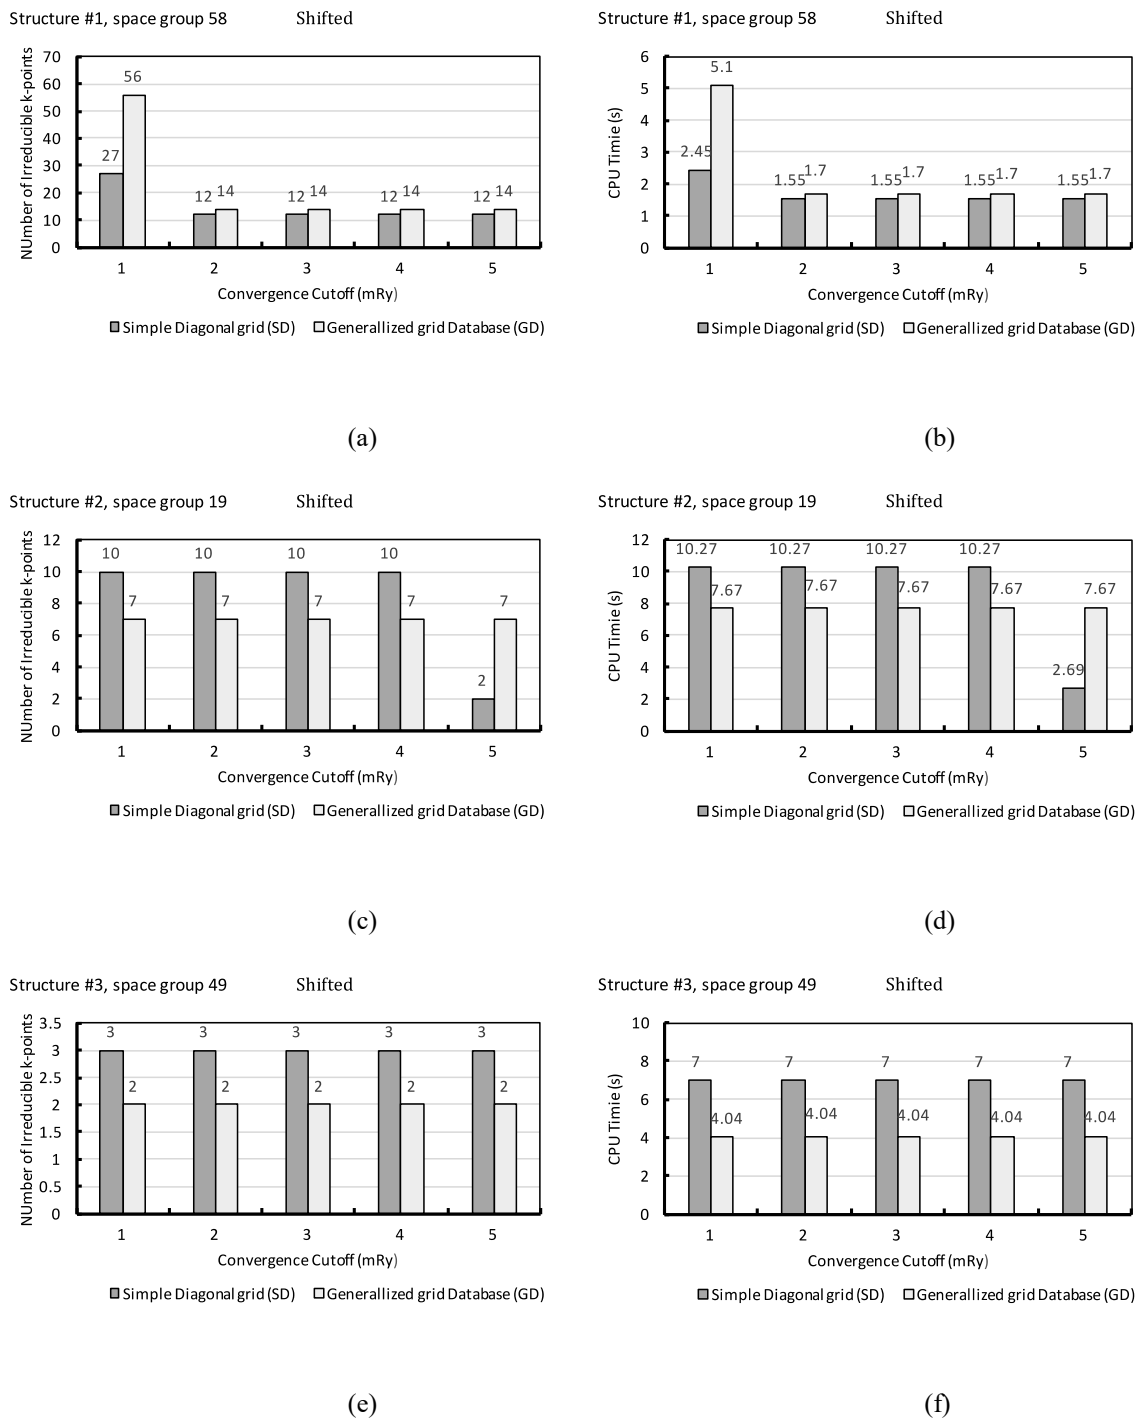 Structure #1, space group 58 Shifted
NUmber of Irreducible k-points
70
60
50
40
30
20
10
0
27 56
12 14
12 14
12 14
12 14
1 2 3 4 5
Convergence Cutoff (mRy)
Simple Diagonal grid (SD) Generallized grid Database (GD)
(a)
Structure #1, space group 58 Shifted
CPU Timie (s)
6
5
4
3
2
1
0
2.45 5.1
1.55 1.7
1.55 1.7
1.55 1.7
1.55 1.7
1 2 3 4 5
Convergence Cutoff (mRy)
Simple Diagonal grid (SD) Generallized grid Database (GD)
(b)
Structure #2, space group 19 Shifted
NUmber of Irreducible k-points
12
10
8
6
4
2
0
10 7
10 7
10 7
10 7
2 7
1 2 3 4 5
Convergence Cutoff (mRy)
Simple Diagonal grid (SD) Generallized grid Database (GD)
(c)
Structure #2, space group 19 Shifted
CPU Timie (s)
12
10
8
6
4
2
0
10.27 7.67
10.27 7.67
10.27 7.67
10.27 7.67
2.69 7.67
1 2 3 4 5
Convergence Cutoff (mRy)
Simple Diagonal grid (SD) Generallized grid Database (GD)
(d)
Structure #3, space group 49 Shifted
NUmber of Irreducible k-points
3.5
3
2.5
2
1.5
1
0.5
0
3 2
3 2
3 2
3 2
3 2
1 2 3 4 5
Convergence Cutoff (mRy)
Simple Diagonal grid (SD) Generallized grid Database (GD)
(e)
Structure #3, space group 49 Shifted
CPU Timie (s)
10
8
6
4
2
0
7 4.04
7 4.04
7 4.04
7 4.04
7 4.04
1 2 3 4 5
Convergence Cutoff (mRy)
Simple Diagonal grid (SD) Generallized grid Database (GD)
(f)